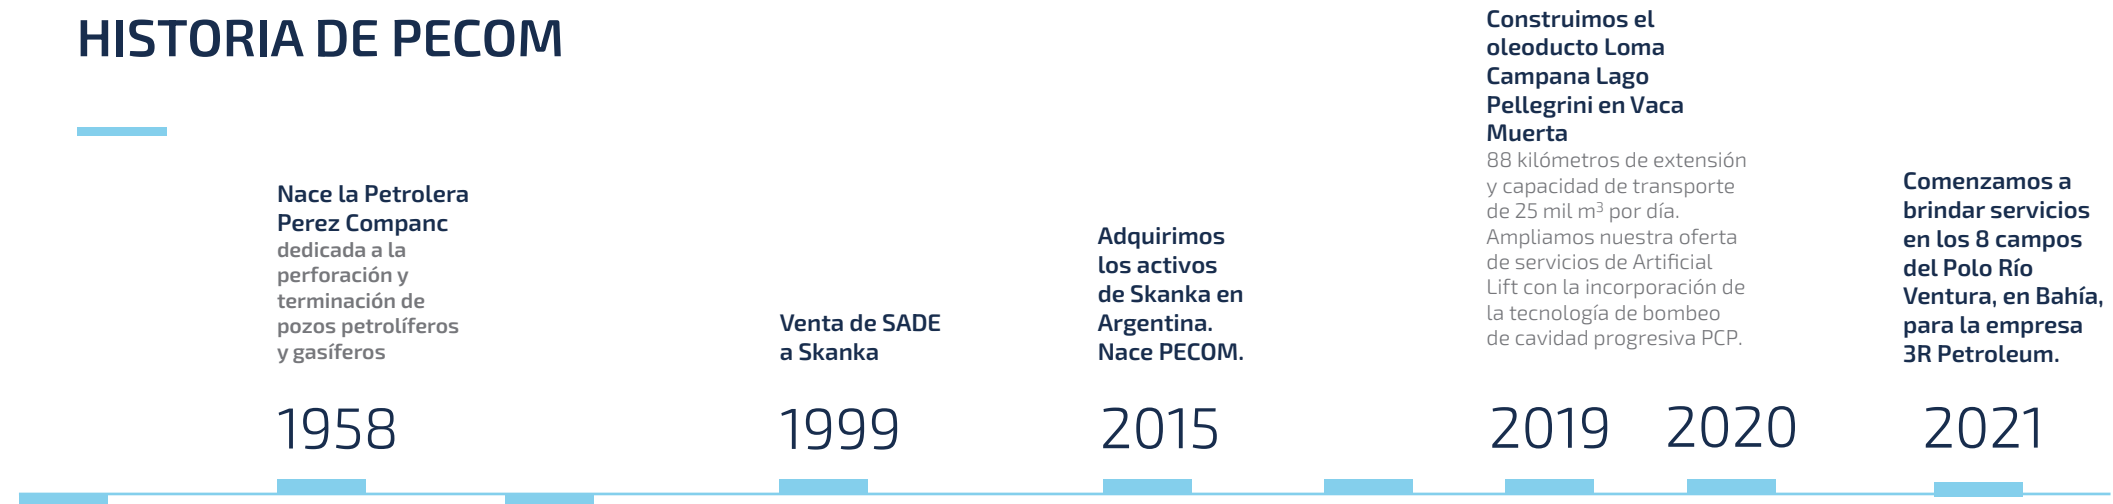 HISTORIA DE PECOM
Nace la Petrolera
Perez Companc
dedicada a la
perforación y
terminación de
pozos petrolíferos
y gasíferos
1958
Venta de SADE
a Skanka
1999
Adquirimos
los activos
de Skanka en
Argentina.
Nace PECOM.
2015
Construimos el
oleoducto Loma
Campana Lago
Pellegrini en Vaca
Muerta
88 kilómetros de extensión
y capacidad de transporte
de 25 mil m³ por día.
Ampliamos nuestra oferta
de servicios de Artificial
Lift con la incorporación de
la tecnología de bombeo
de cavidad progresiva PCP.
2019
2020
Comenzamos a
brindar servicios
en los 8 campos
del Polo Río
Ventura, en Bahía,
para la empresa
3R Petroleum.
2021